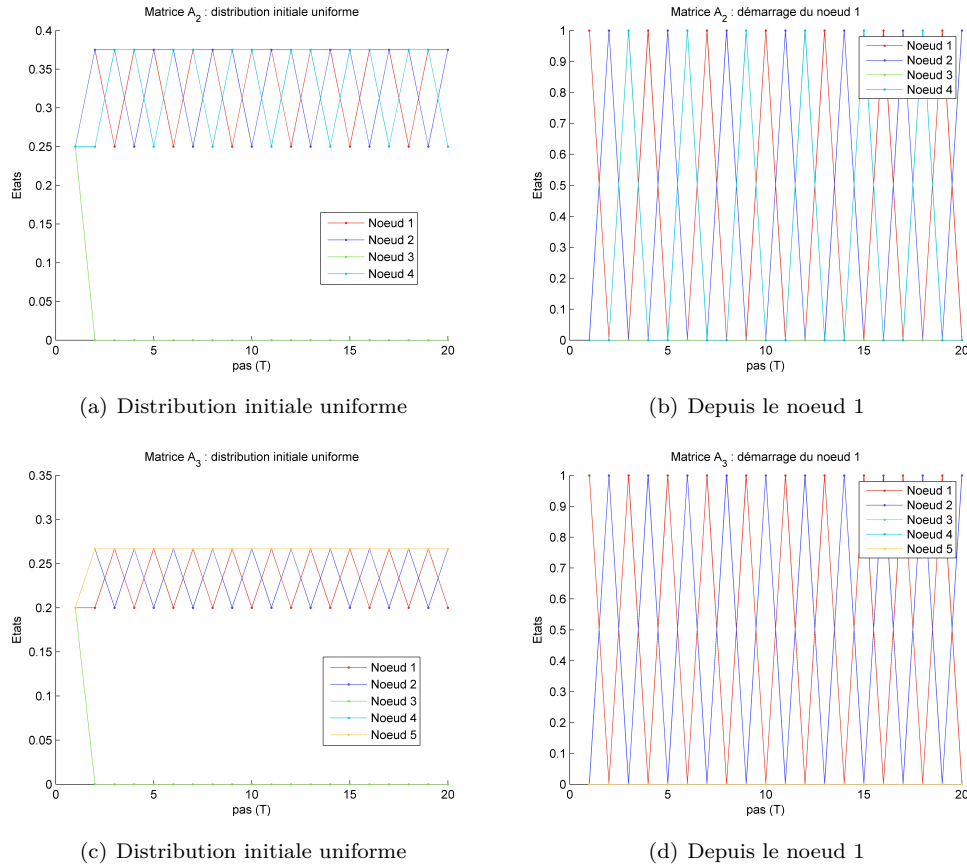 Matrice A2 : distribution initiale uniforme
0.4
0.35
0.3
0.25
0.2
0.15
0.1
0.05
0
Etats
0 5 10 15 20
pas (T)
Noeud 1
Noeud 2
Noeud 3
Noeud 4
(a) Distribution initiale uniforme
Matrice A2 : démarrage du noeud 1
1
0.9
0.8
0.7
0.6
0.5
0.4
0.3
0.2
0.1
0
Etats
0 5 10 15 20
pas (T)
Noeud 1
Noeud 2
Noeud 3
Noeud 4
(b) Depuis le noeud 1
Matrice A3 : distribution initiale uniforme
0.35
0.3
0.25
0.2
0.15
0.1
0.05
0
Etats
0 5 10 15 20
pas (T)
Noeud 1
Noeud 2
Noeud 3
Noeud 4
Noeud 5
(c) Distribution initiale uniforme
Matrice A3 : démarrage du noeud 1
1
0.9
0.8
0.7
0.6
0.5
0.4
0.3
0.2
0.1
0
Etats
0 5 10 15 20
pas (T)
Noeud 1
Noeud 2
Noeud 3
Noeud 4
Noeud 5
(d) Depuis le noeud 1